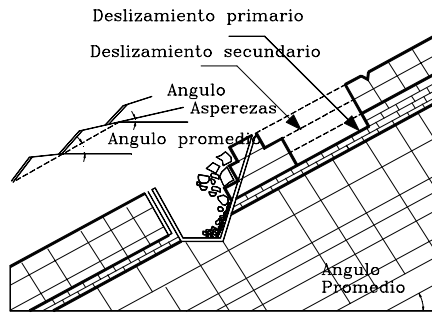 Deslizamiento primario
Deslizamiento secundario
Angulo
Asperezas
Angulo promedio
Angulo
Promedio